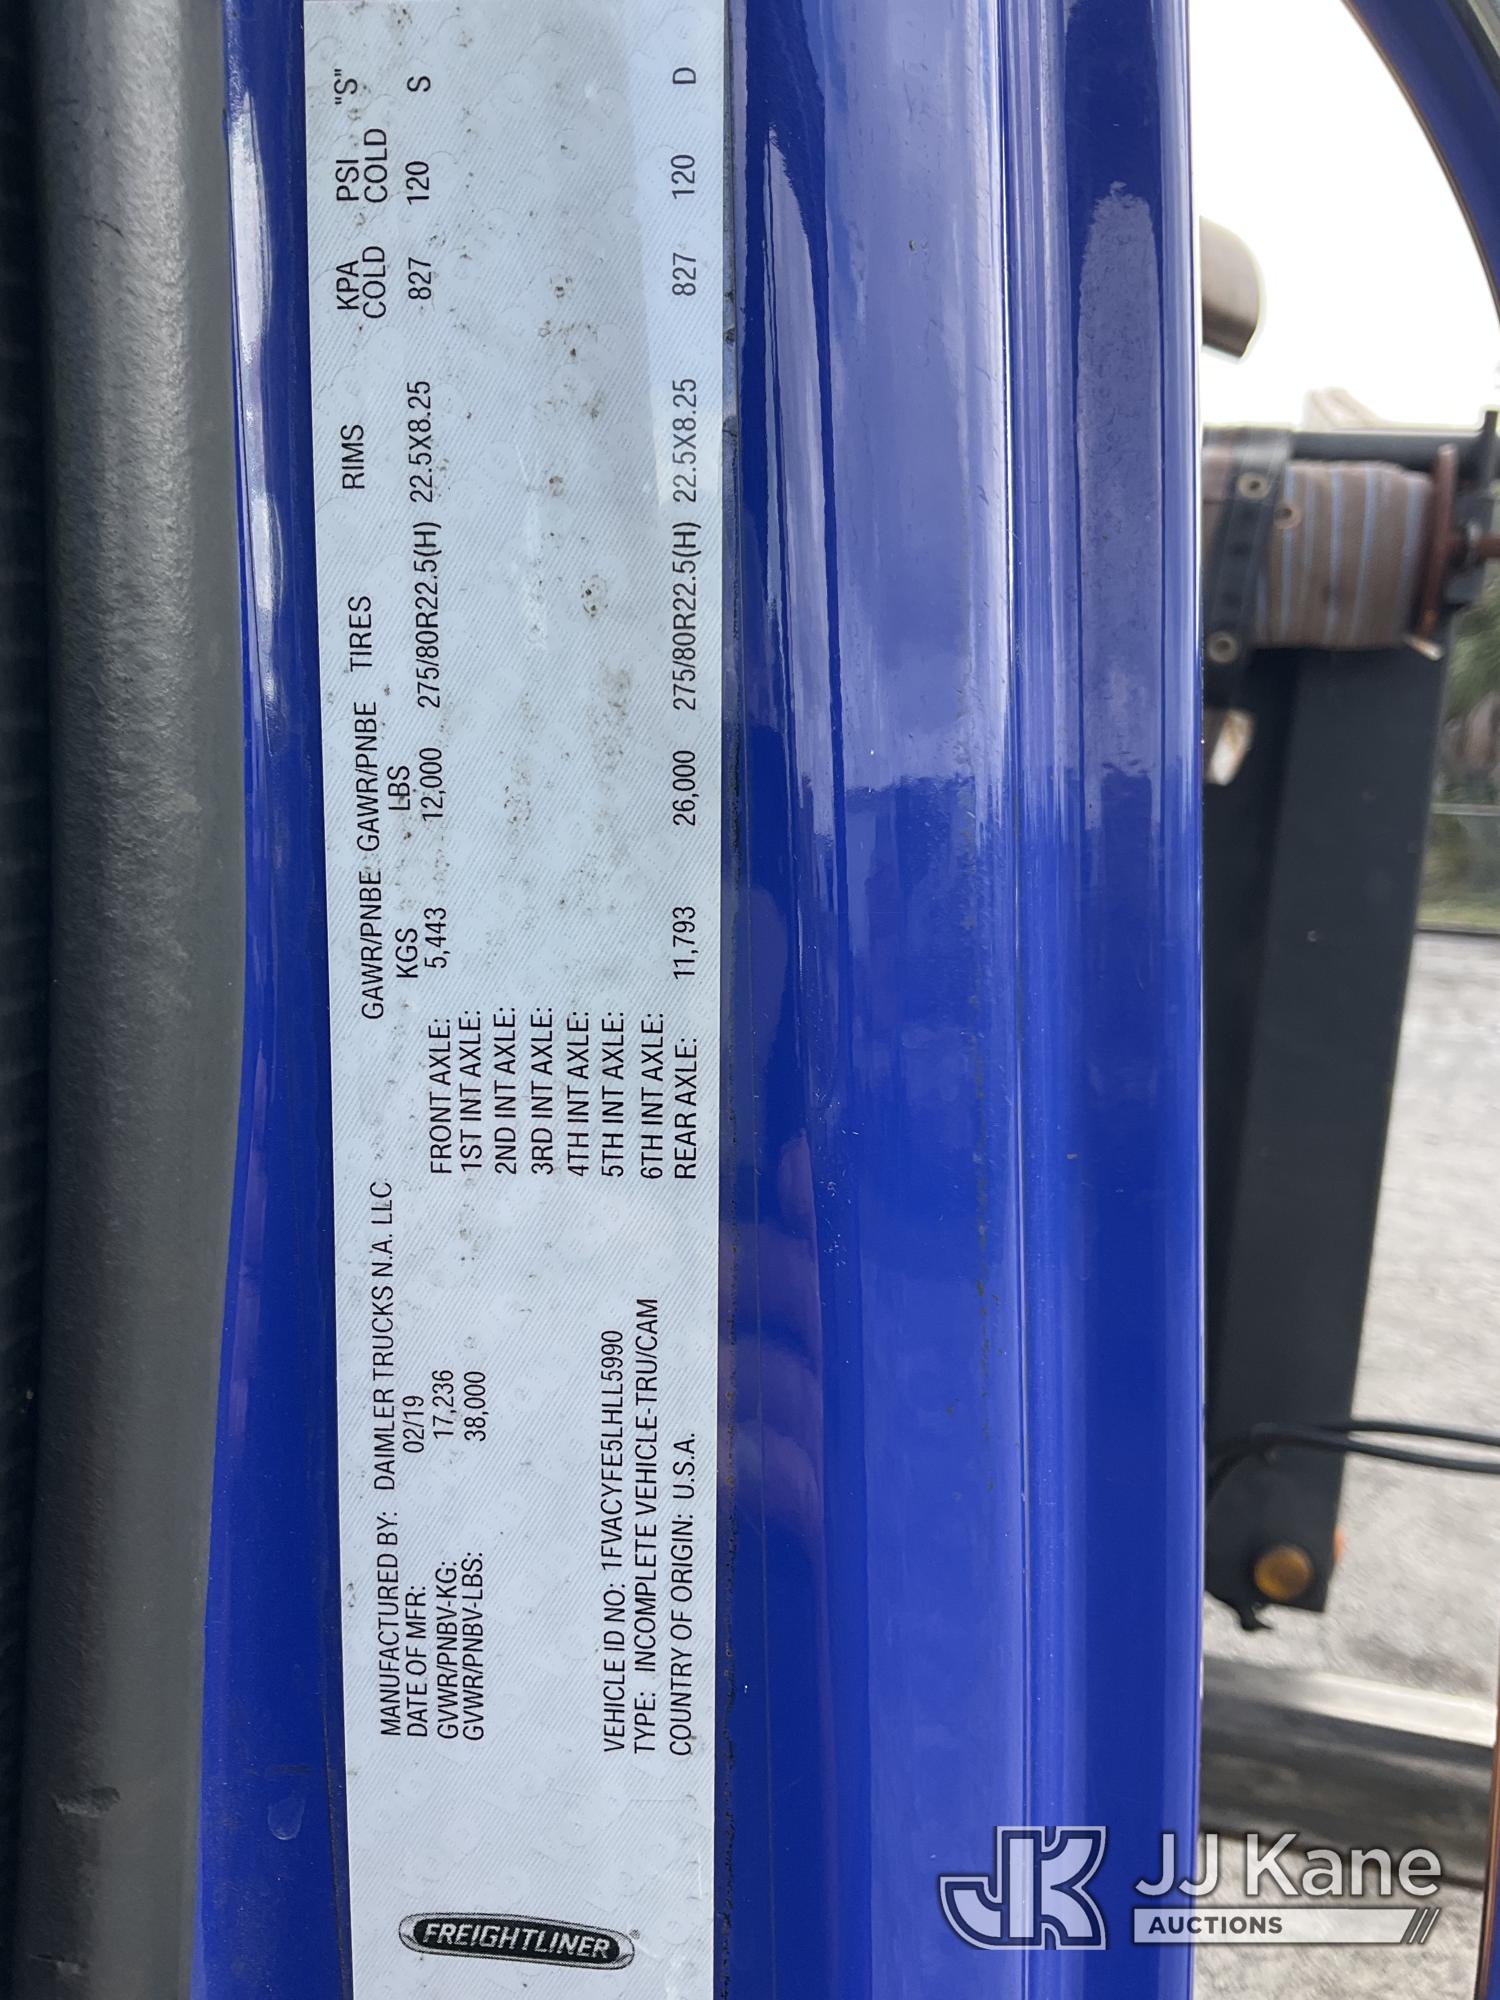 FREIGHTLINER
MANUFACTURED BY: DAIMLER TRUCKS N.A. LLC
DATE OF MFR: 02/19
GVWR/PNBV-KG: 17,236
GVWR/PNBV-LBS: 38,000
VEHICLE ID NO: 1FVACYFE5LHLL5990
TYPE: INCOMPLETE VEHICLE-TRU/CAM
COUNTRY OF ORIGIN: U.S.A.
GAWR/PNBE GAWR/PNBE TIRES RIMS KPA PSI "S"
KGS LBS COLD COLD
FRONT AXLE: 5,443 12,000 275/80R22.5(H) 22.5X8.25 827 120 S
1ST INT AXLE:
2ND INT AXLE:
3RD INT AXLE:
4TH INT AXLE:
5TH INT AXLE:
6TH INT AXLE:
REAR AXLE: 11,793 26,000 275/80R22.5(H) 22.5X8.25 827 120 D
JK JJ Kane
AUCTIONS